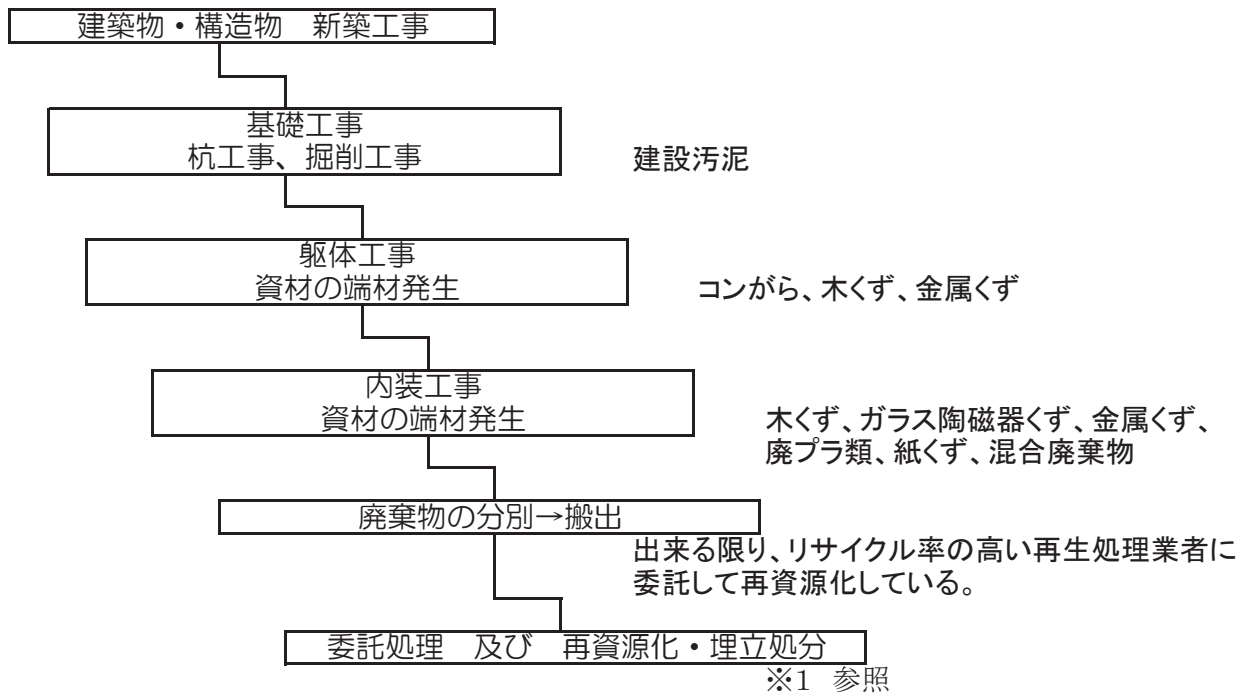 建築物・構造物　新築工事
基礎工事
杭工事、掘削工事
建設汚泥
躯体工事
資材の端材発生
コンがら、木くず、金属くず
内装工事
資材の端材発生
木くず、ガラス陶磁器くず、金属くず、
廃プラ類、紙くず、混合廃棄物
廃棄物の分別→搬出
出来る限り、リサイクル率の高い再生処理業者に
委託して再資源化している。
委託処理　及び　再資源化・埋立処分
※1　参照